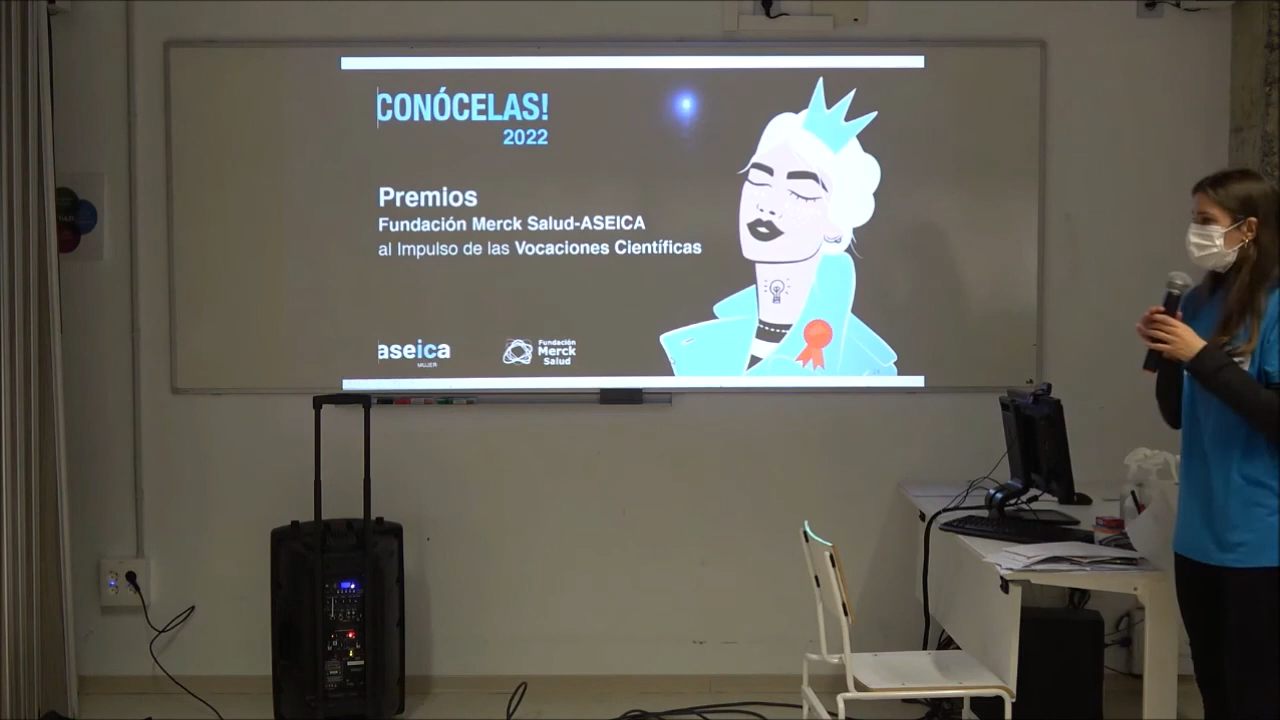 CONÓCELAS!
2022
Premios
Fundación Merck Salud-ASEICA
al Impulso de las Vocaciones Científicas
aseica
MUJER
Fundación
Merck
Salud